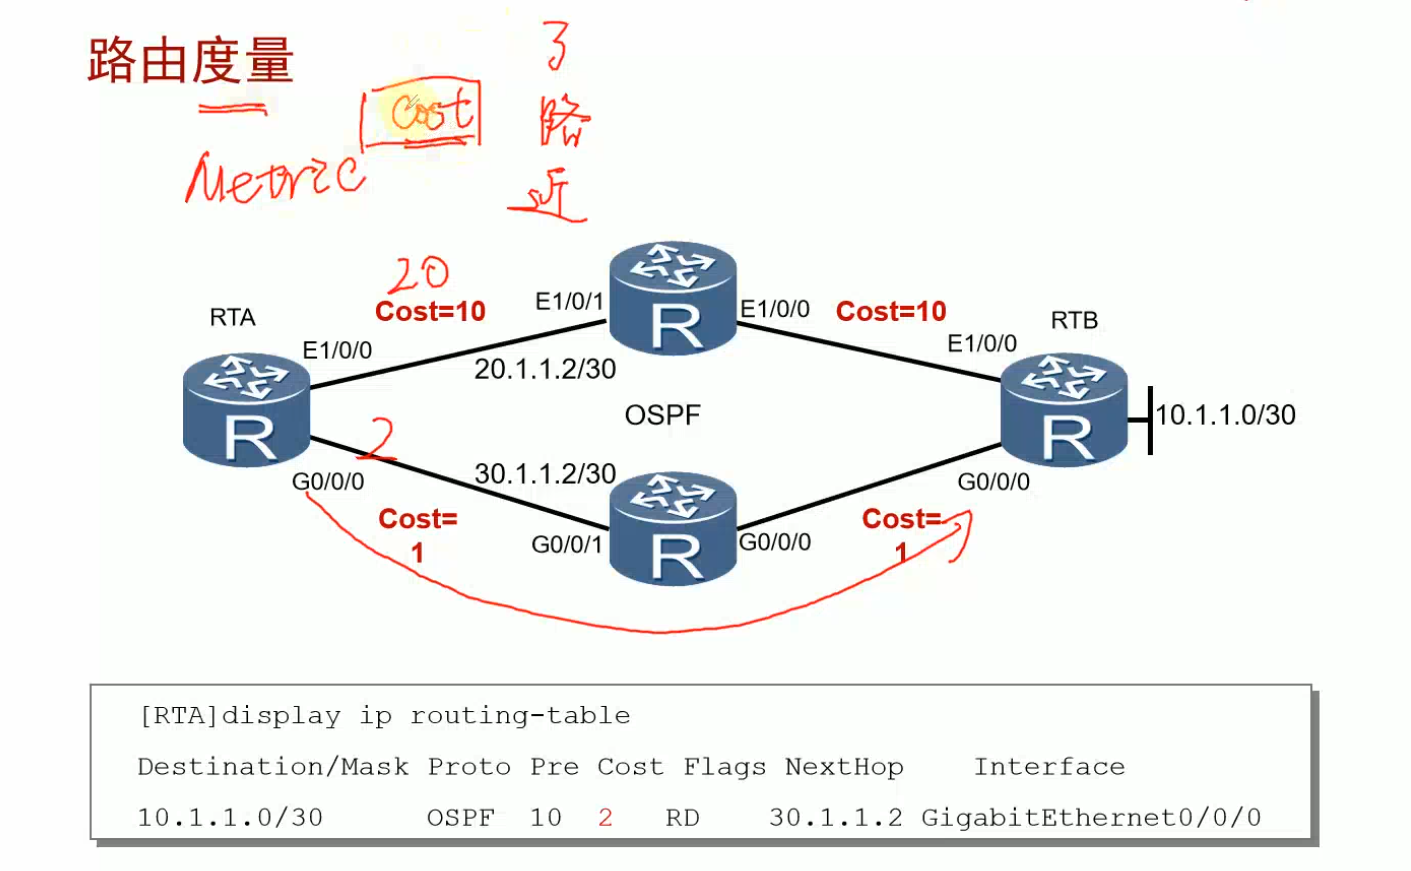 路由度量
Metric
Cost
路
近
20
Cost=10
E1/0/1
E1/0/0
Cost=10
RTA
RTB
E1/0/0
E1/0/0
20.1.1.2/30
R
OSPF
R
R
10.1.1.0/30
2
30.1.1.2/30
G0/0/0
G0/0/0
Cost=
1
Cost=
1
G0/0/1
R
G0/0/0
[RTA]display ip routing-table
Destination/Mask Proto Pre Cost Flags NextHop Interface
10.1.1.0/30 OSPF 10 2 RD 30.1.1.2 GigabitEthernet0/0/0